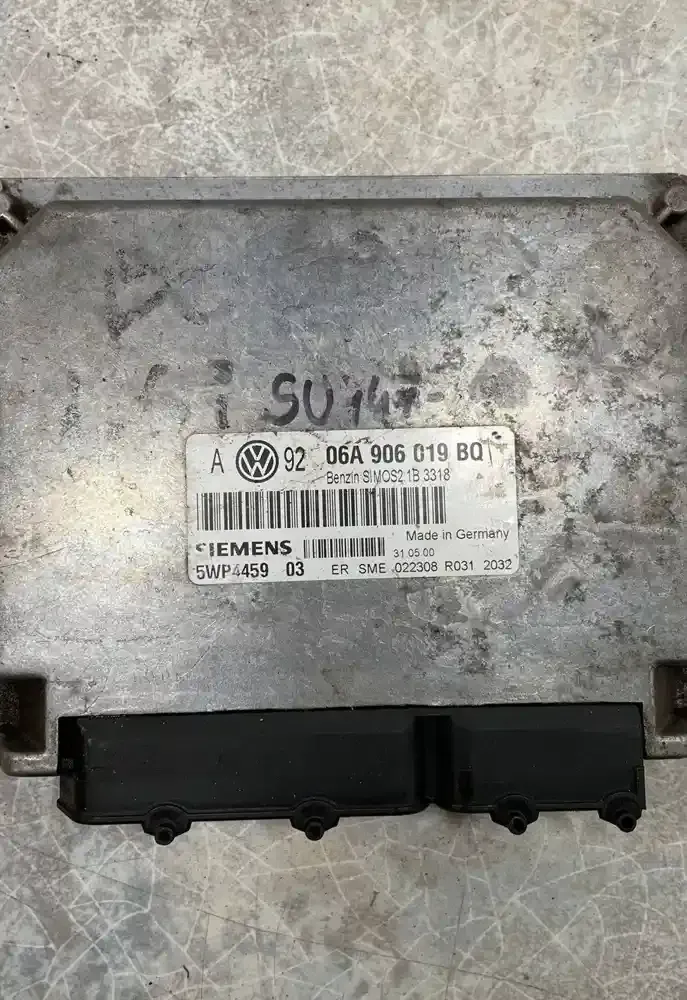 SU 147
A VW 92 06A 906 019 BQ
Benzin SIMOS2 1B 3318
Made in Germany
SIEMENS
31.05.00
5WP4459 03 ER SME 022308 R031 2032